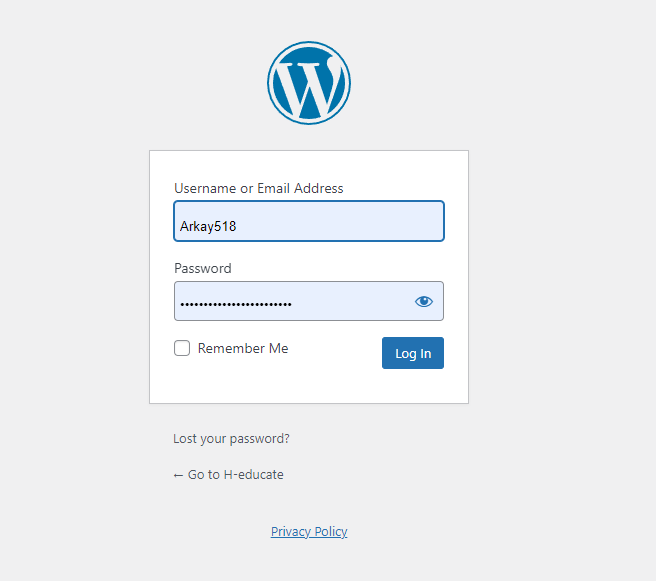 Username or Email Address
Arkay518
Password
••••••••••••••••••••••••
Remember Me
Log In
Lost your password?
← Go to H-educate
Privacy Policy